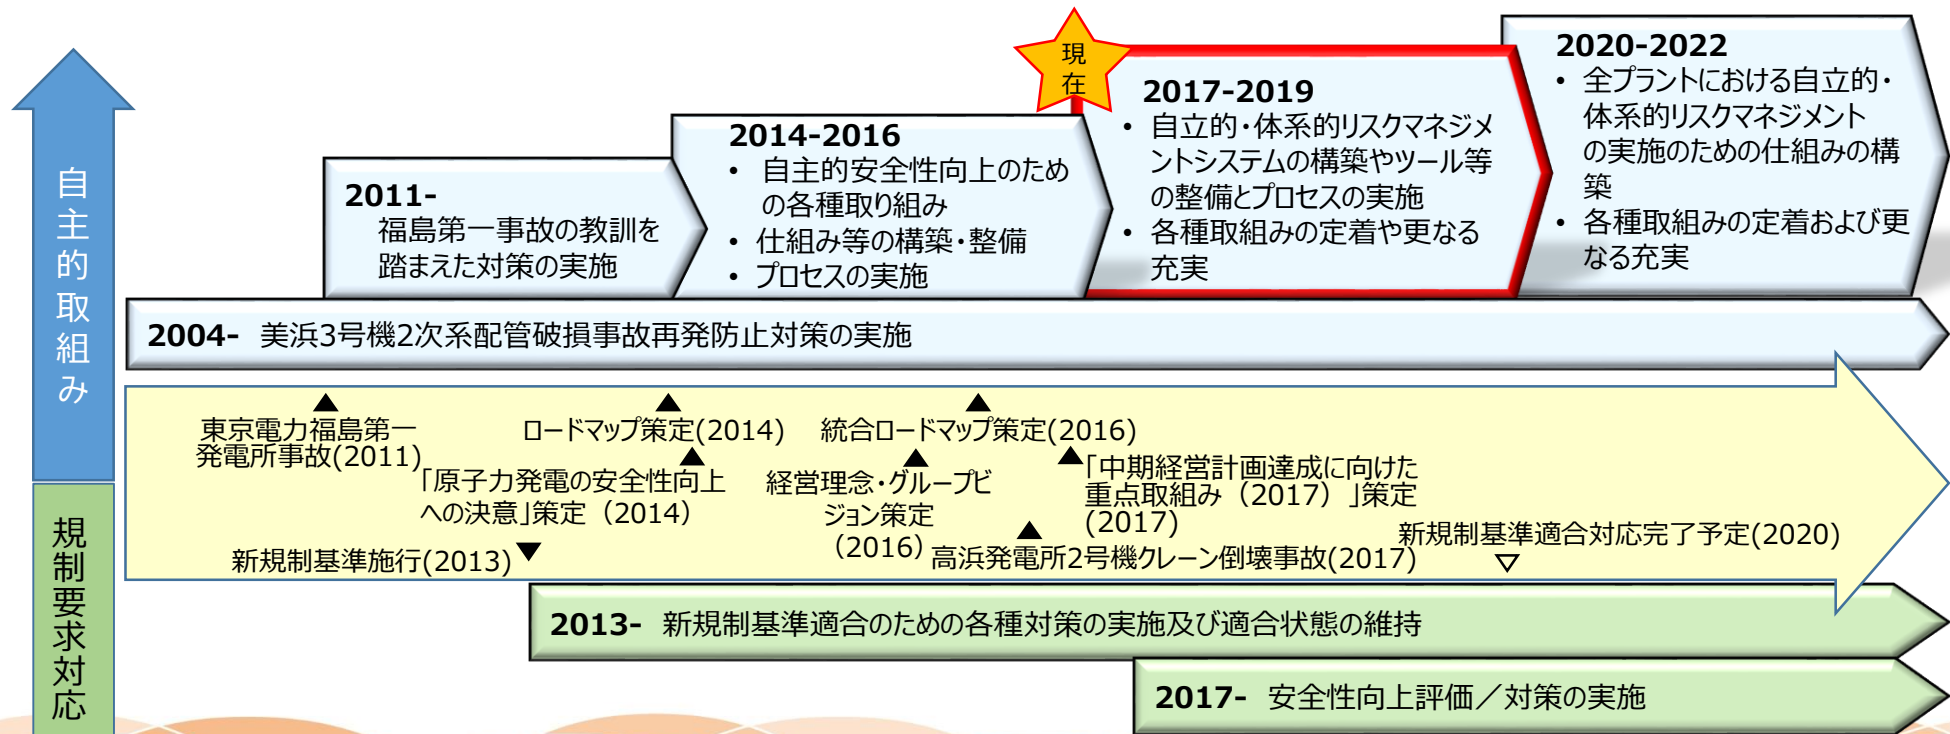 自主的取組み
規制要求対応
現在
2011-
福島第一事故の教訓を
踏まえた対策の実施
2014-2016
• 自主的安全性向上のため
の各種取り組み
• 仕組み等の構築・整備
• プロセスの実施
2017-2019
• 自立的・体系的リスクマネジメ
ントシステムの構築やツール等
の整備とプロセスの実施
• 各種取組みの定着や更なる
充実
2020-2022
• 全プラントにおける自立的・
体系的リスクマネジメント
の実施のための仕組みの構
築
• 各種取組みの定着および更
なる充実
2004- 美浜3号機2次系配管破損事故再発防止対策の実施
▲
東京電力福島第一
発電所事故(2011)
▲
ロードマップ策定(2014)
▲
「原子力発電の安全性向上
への決意」策定（2014）
新規制基準施行(2013)▼
▲
統合ロードマップ策定(2016)
▲
経営理念・グループビ
ジョン策定
（2016）
▲「中期経営計画達成に向けた
重点取組み（2017）」策定
(2017)
▲
高浜発電所2号機クレーン倒壊事故(2017)
新規制基準適合対応完了予定(2020)
▽
2013- 新規制基準適合のための各種対策の実施及び適合状態の維持
2017- 安全性向上評価／対策の実施